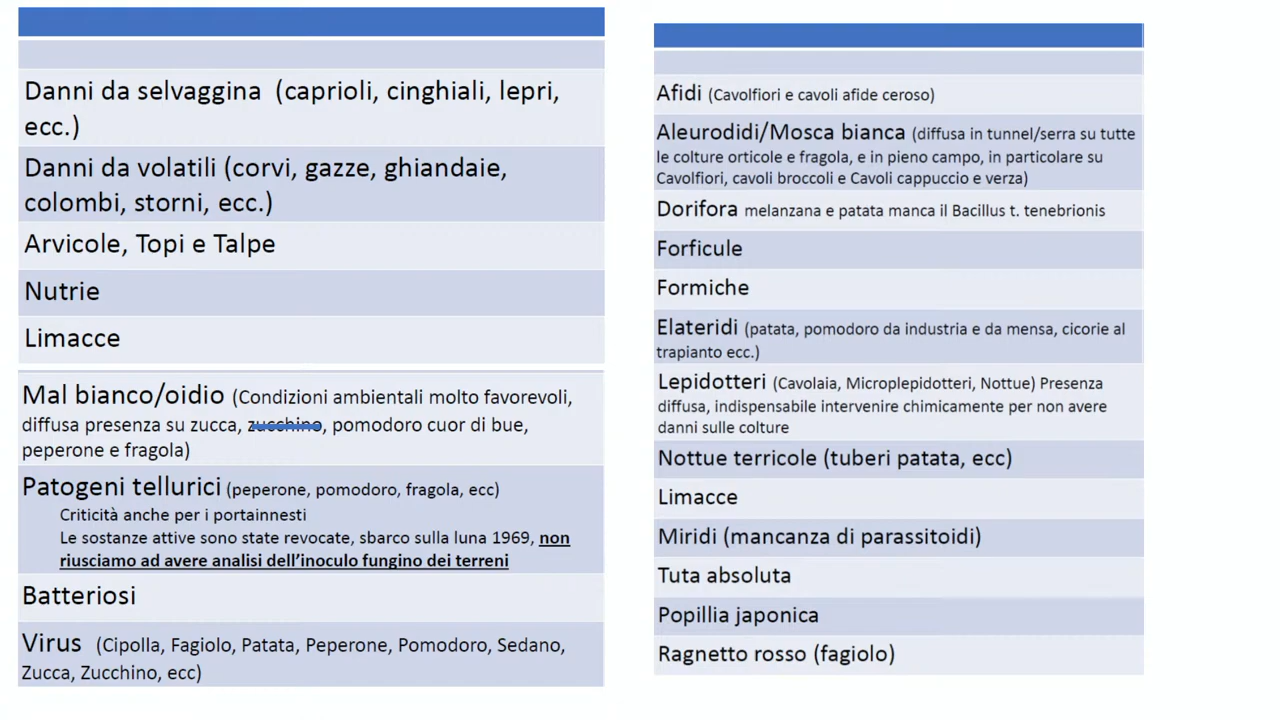 Danni da selvaggina (caprioli, cinghiali, lepri,
ecc.)
Danni da volatili (corvi, gazze, ghiandaie,
colombi, storni, ecc.)
Arvicole, Topi e Talpe
Nutrie
Limacce
Mal bianco/oidio (Condizioni ambientali molto favorevoli,
diffusa presenza su zucca, zucchino, pomodoro cuor di bue,
peperone e fragola)
Patogeni tellurici (peperone, pomodoro, fragola, ecc)
Criticità anche per i portainnesti
Le sostanze attive sono state revocate, sbarco sulla luna 1969, non
riusciamo ad avere analisi dell'inoculo fungino dei terreni
Batteriosi
Virus (Cipolla, Fagiolo, Patata, Peperone, Pomodoro, Sedano,
Zucca, Zucchino, ecc)
Afidi (Cavolfiori e cavoli afide ceroso)
Aleurodidi/Mosca bianca (diffusa in tunnel/serra su tutte
le colture orticole e fragola, e in pieno campo, in particolare su
Cavolfiori, cavoli broccoli e Cavoli cappuccio e verza)
Dorifora melanzana e patata manca il Bacillus t. tenebrionis
Forficule
Formiche
Elateridi (patata, pomodoro da industria e da mensa, cicorie al
trapianto ecc.)
Lepidotteri (Cavolaia, Microplepidotteri, Nottue) Presenza
diffusa, indispensabile intervenire chimicamente per non avere
danni sulle colture
Nottue terricole (tuberi patata, ecc)
Limacce
Miridi (mancanza di parassitoidi)
Tuta absoluta
Popillia japonica
Ragnetto rosso (fagiolo)